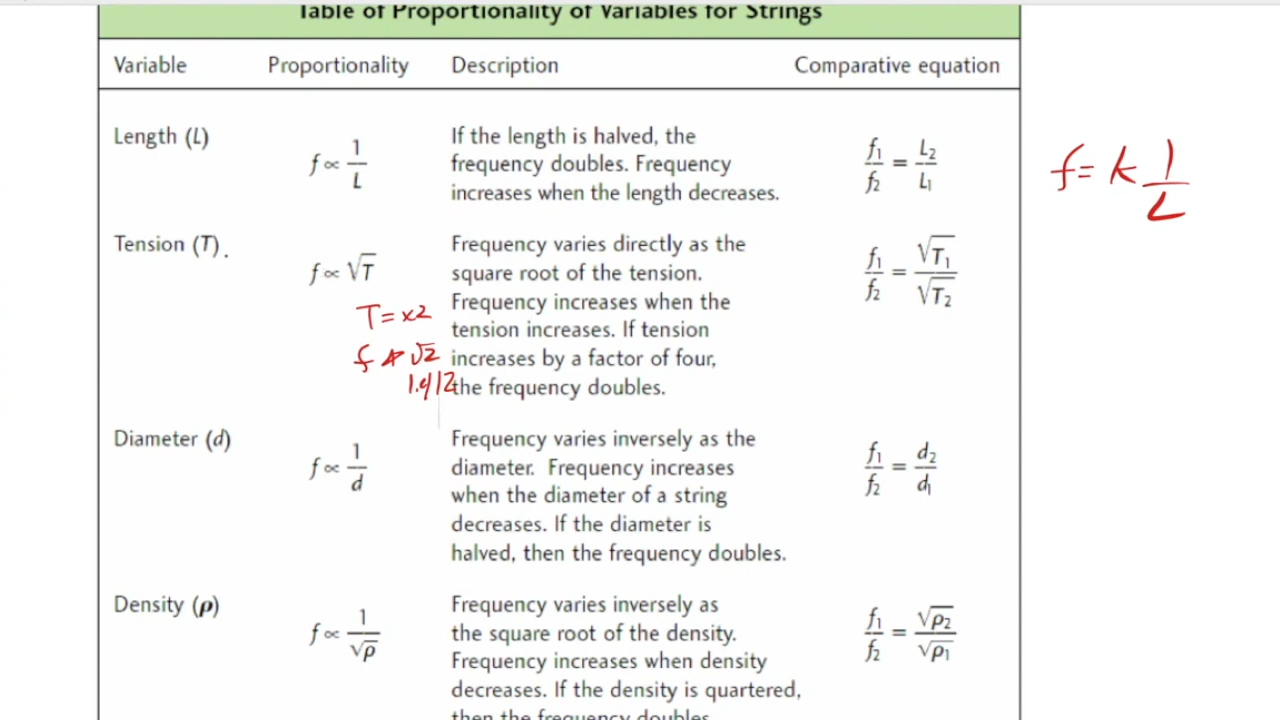 Table of Proportionality of Variables for Strings
Variable Proportionality Description Comparative equation
Length (L)
f ∝ 1/L
If the length is halved, the
frequency doubles. Frequency
increases when the length decreases.
f₁/f₂ = L₂/L₁
f = k 1/L
Tension (T).
f ∝ √T
T = x2
f √2
1.412
Frequency varies directly as the
square root of the tension.
Frequency increases when the
tension increases. If tension
increases by a factor of four,
the frequency doubles.
f₁/f₂ = √T₁/√T₂
Diameter (d)
f ∝ 1/d
Frequency varies inversely as the
diameter. Frequency increases
when the diameter of a string
decreases. If the diameter is
halved, then the frequency doubles.
f₁/f₂ = d₂/d₁
Density (ρ)
f ∝ 1/√ρ
Frequency varies inversely as
the square root of the density.
Frequency increases when density
decreases. If the density is quartered,
then the frequency doubles.
f₁/f₂ = √ρ₂/√ρ₁